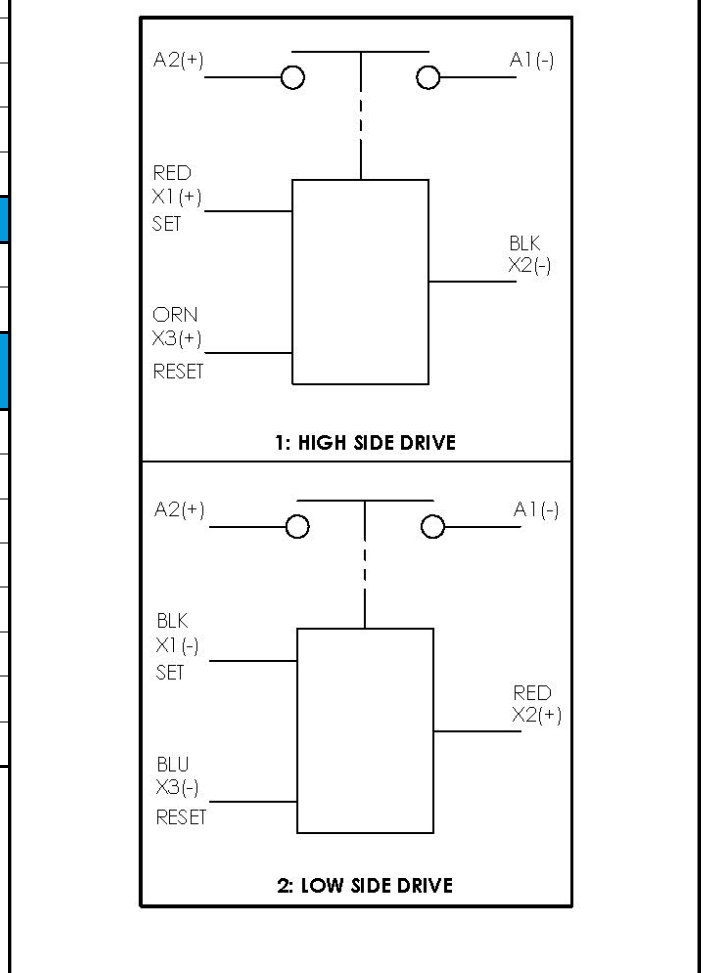 A2(+)
A1(-)
RED
X1(+)
SET
BLK
X2(-)
ORN
X3(+)
RESET
1: HIGH SIDE DRIVE
A2(+)
A1(-)
BLK
X1(-)
SET
RED
X2(+)
BLU
X3(-)
RESET
2: LOW SIDE DRIVE